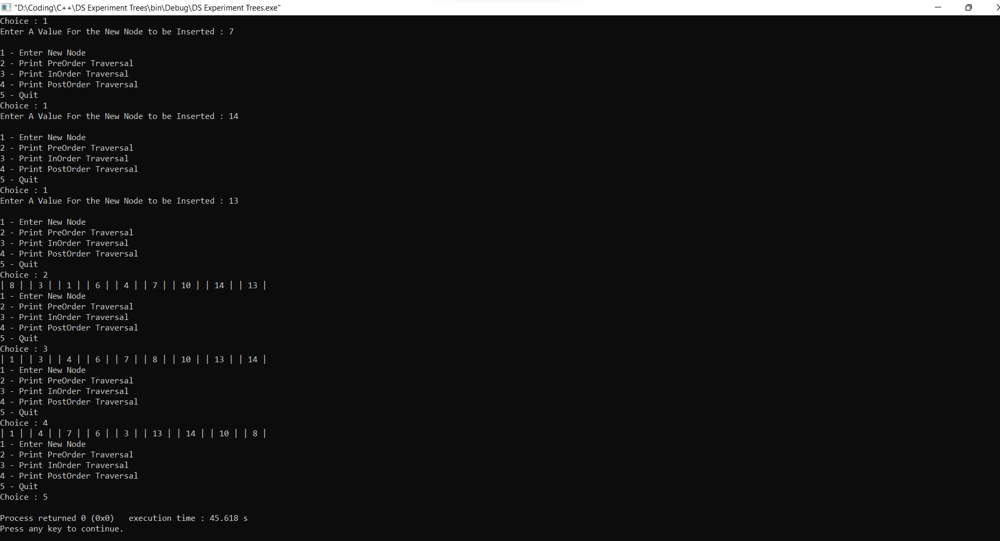 "D:\Coding\C++\DS Experiment Trees\bin\Debug\DS Experiment Trees.exe"
Choice : 1
Enter A Value For the New Node to be Inserted : 7
1 - Enter New Node
2 - Print PreOrder Traversal
3 - Print InOrder Traversal
4 - Print PostOrder Traversal
5 - Quit
Choice : 1
Enter A Value For the New Node to be Inserted : 14
1 - Enter New Node
2 - Print PreOrder Traversal
3 - Print InOrder Traversal
4 - Print PostOrder Traversal
5 - Quit
Choice : 1
Enter A Value For the New Node to be Inserted : 13
1 - Enter New Node
2 - Print PreOrder Traversal
3 - Print InOrder Traversal
4 - Print PostOrder Traversal
5 - Quit
Choice : 2
| 8 | | 3 | | 1 | | 6 | | 4 | | 7 | | 10 | | 14 | | 13 |
1 - Enter New Node
2 - Print PreOrder Traversal
3 - Print InOrder Traversal
4 - Print PostOrder Traversal
5 - Quit
Choice : 3
| 1 | | 3 | | 4 | | 6 | | 7 | | 8 | | 10 | | 13 | | 14 |
1 - Enter New Node
2 - Print PreOrder Traversal
3 - Print InOrder Traversal
4 - Print PostOrder Traversal
5 - Quit
Choice : 4
| 1 | | 4 | | 7 | | 6 | | 3 | | 13 | | 14 | | 10 | | 8 |
1 - Enter New Node
2 - Print PreOrder Traversal
3 - Print InOrder Traversal
4 - Print PostOrder Traversal
5 - Quit
Choice : 5
Process returned 0 (0x0)   execution time : 45.618 s
Press any key to continue.